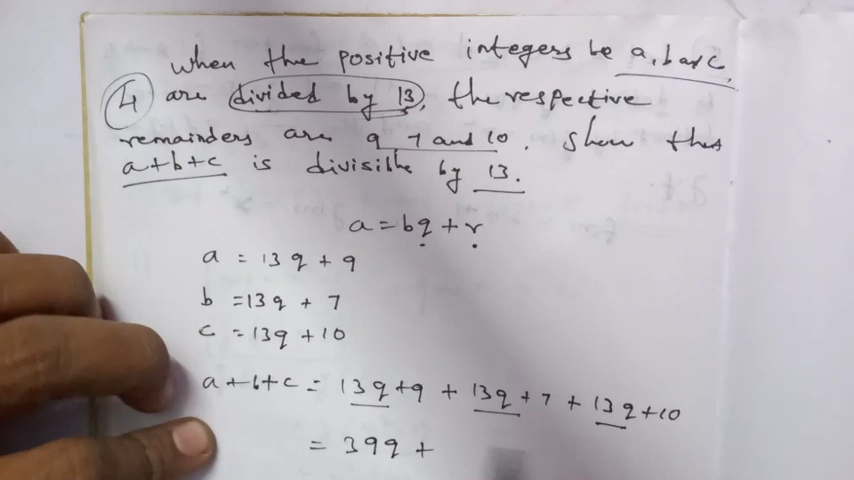 when the positive integers be a, b and c
4 are divided by 13, the respective
remainders are 9, 7 and 10. show that
a+b+c is divisible by 13.
a = bq + r
a = 13q + 9
b = 13q + 7
c = 13q + 10
a+b+c = 13q + 9 + 13q + 7 + 13q + 10
= 39q +